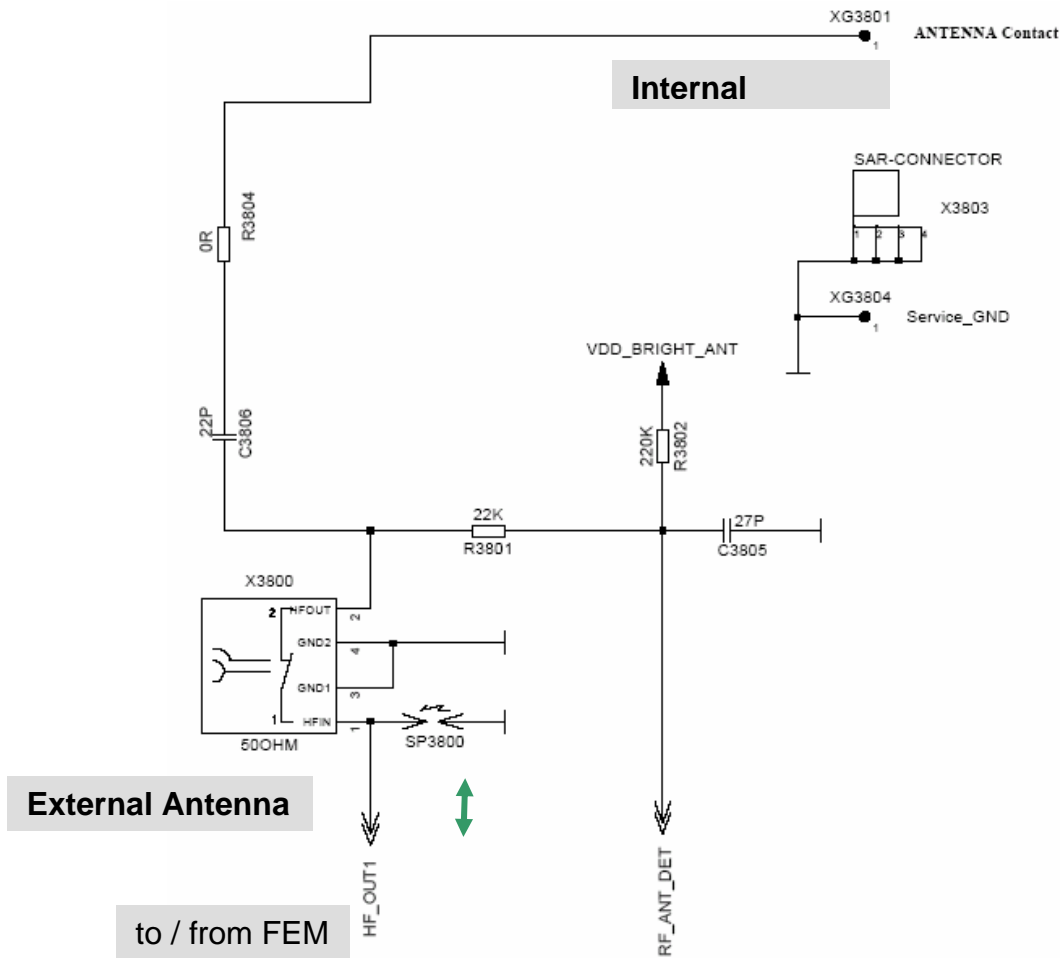 XG3801
ANTENNA Contact
1
Internal
SAR-CONNECTOR
X3803
1 2 3 4
R3804
0R
XG3804
1
Service_GND
VDD_BRIGHT_ANT
22P
C3806
220K
R3802
22K
R3801
27P
C3805
X3800
2 HFOUT 2
GND2 4
GND1 3
1 HFIN 1
50OHM
SP3800
External Antenna
HF_OUT1
RF_ANT_DET
to / from FEM